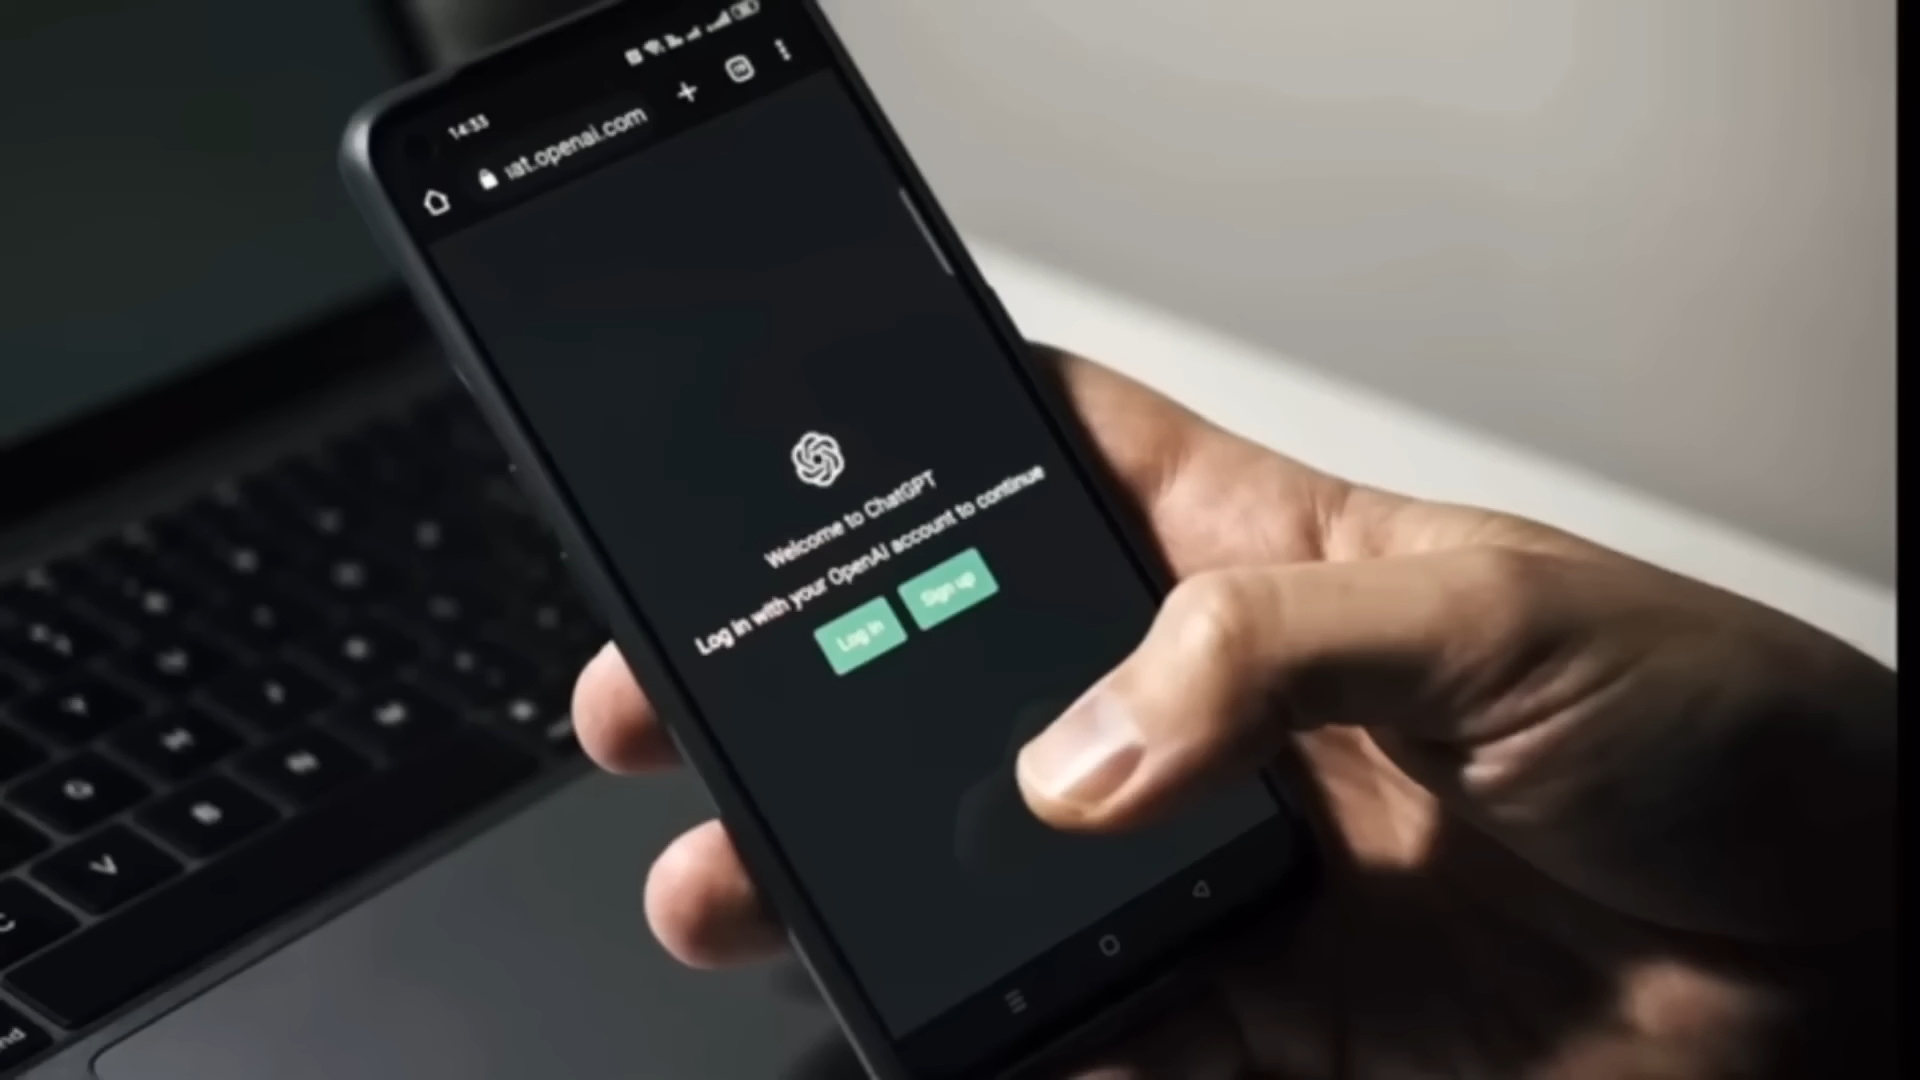 14:33
at.openai.com
Welcome to ChatGPT
Log in with your OpenAI account to continue
Log in
Sign up
V
C